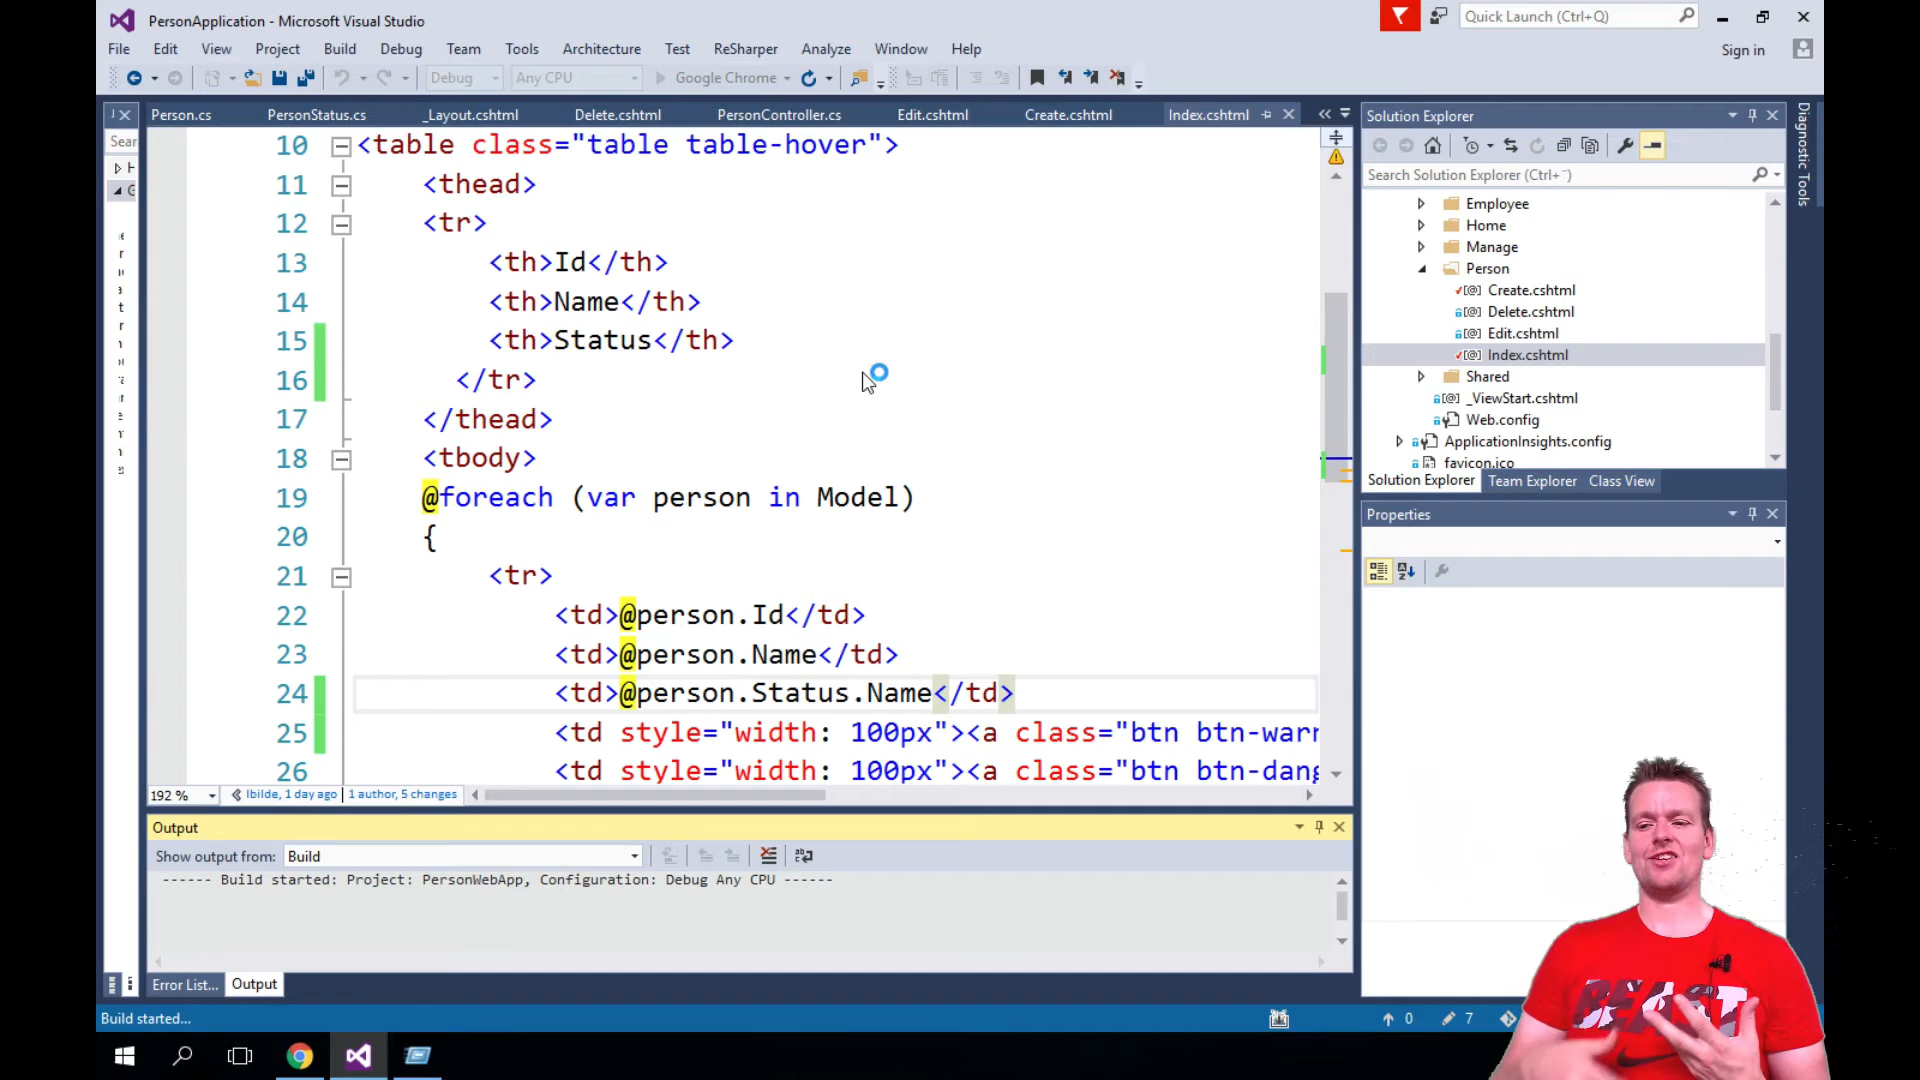 PersonApplication - Microsoft Visual Studio
Quick Launch (Ctrl+Q)
File Edit View Project Build Debug Team Tools Architecture Test ReSharper Analyze Window Help
Sign in
Debug Any CPU Google Chrome
Person.cs PersonStatus.cs _Layout.cshtml Delete.cshtml PersonController.cs Edit.cshtml Create.cshtml Index.cshtml
Sear
10 <table class="table table-hover">
11 <thead>
12 <tr>
13 <th>Id</th>
14 <th>Name</th>
15 <th>Status</th>
16 </tr>
17 </thead>
18 <tbody>
19 @foreach (var person in Model)
20 {
21 <tr>
22 <td>@person.Id</td>
23 <td>@person.Name</td>
24 <td>@person.Status.Name</td>
25 <td style="width: 100px"><a class="btn btn-warn
26 <td style="width: 100px"><a class="btn btn-dang
192 % lbilde, 1 day ago | 1 author, 5 changes
Output
Show output from: Build
------ Build started: Project: PersonWebApp, Configuration: Debug Any CPU ------
Error List... Output
Build started...
0 7
Solution Explorer
Search Solution Explorer (Ctrl+¨)
Employee
Home
Manage
Person
Create.cshtml
Delete.cshtml
Edit.cshtml
Index.cshtml
Shared
_ViewStart.cshtml
Web.config
ApplicationInsights.config
favicon.ico
Solution Explorer Team Explorer Class View
Properties
Diagnostic Tools
BEAST